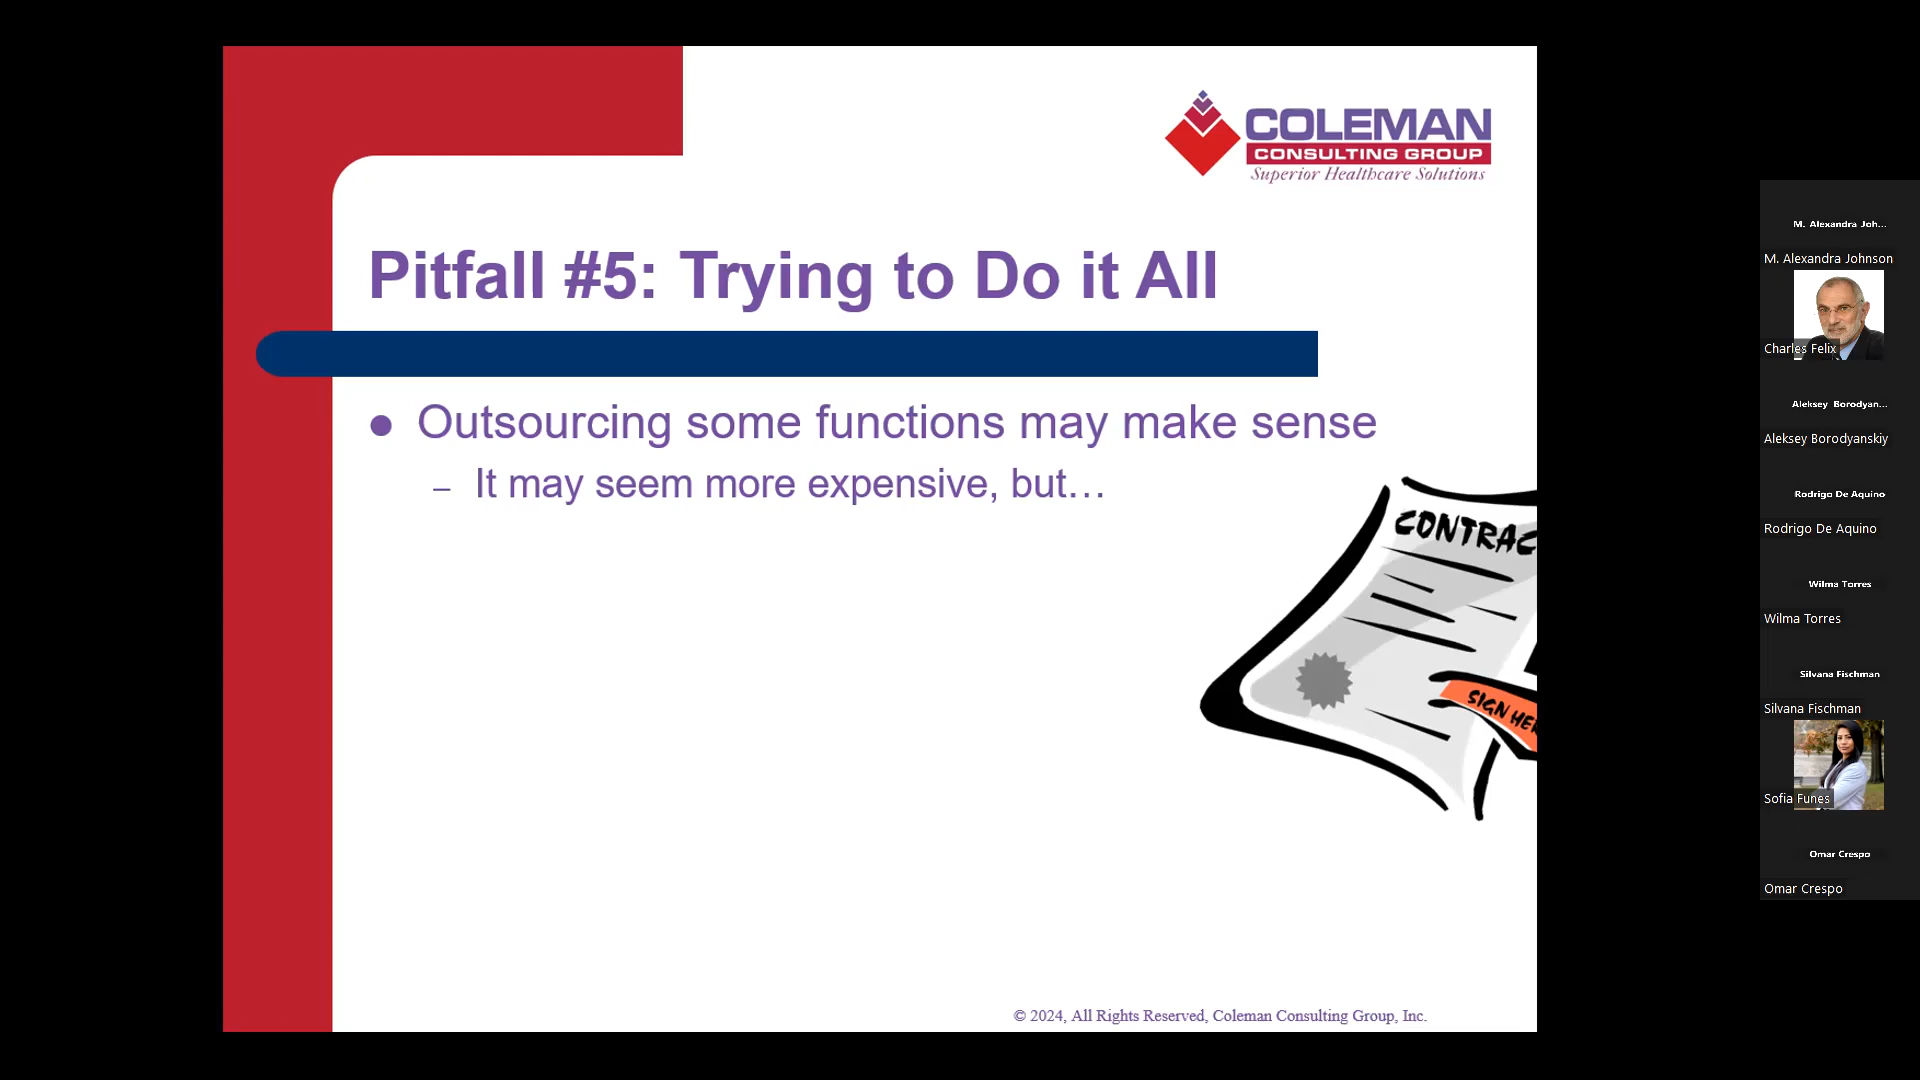 COLEMAN
CONSULTING GROUP
Superior Healthcare Solutions
Pitfall #5: Trying to Do it All
● Outsourcing some functions may make sense
– It may seem more expensive, but…
CONTRAC
SIGN HER
© 2024, All Rights Reserved, Coleman Consulting Group, Inc.
M. Alexandra Joh...
M. Alexandra Johnson
Charles Felix
Aleksey Borodyan...
Aleksey Borodyanskiy
Rodrigo De Aquino
Rodrigo De Aquino
Wilma Torres
Wilma Torres
Silvana Fischman
Silvana Fischman
Sofia Funes
Omar Crespo
Omar Crespo